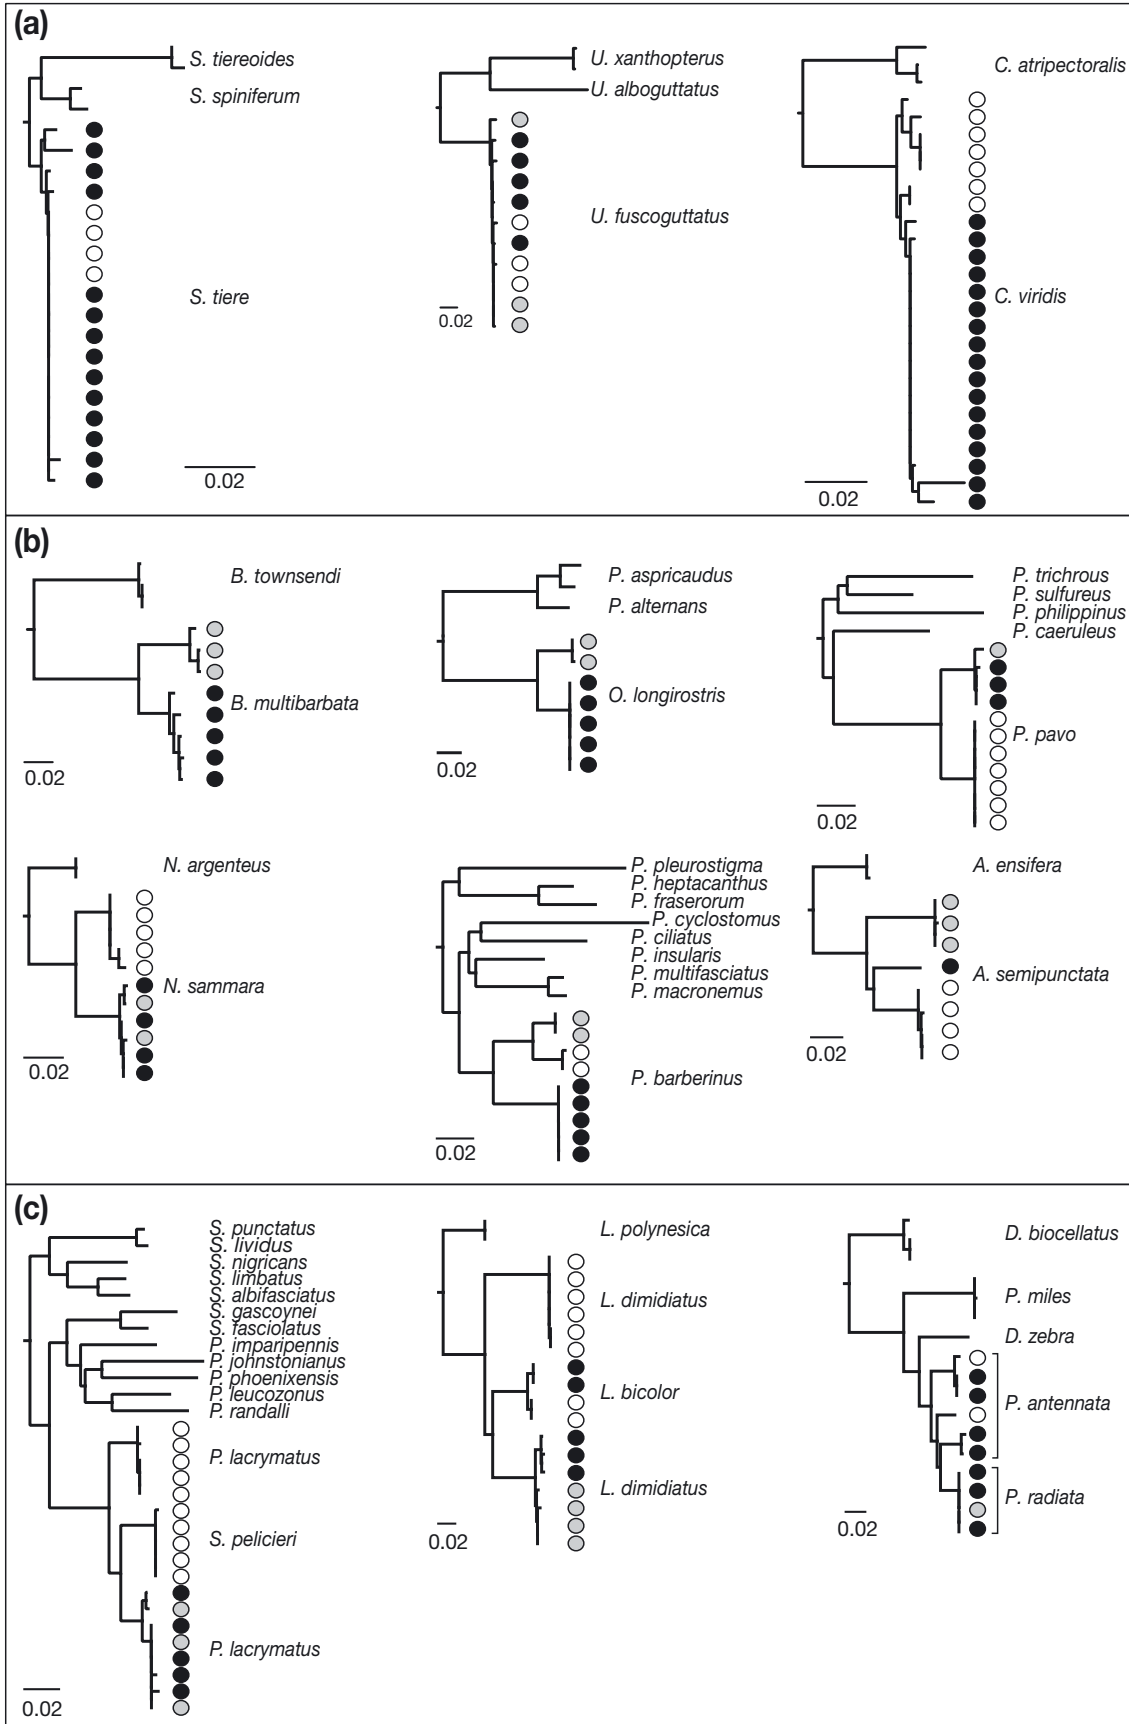 (a)
S. tiereoides
S. spiniferum
S. tiere
0.02
U. xanthopterus
U. alboguttatus
U. fuscoguttatus
0.02
C. atripectoralis
C. viridis
0.02
(b)
B. townsendi
B. multibarbata
0.02
P. aspricaudus
P. alternans
O. longirostris
0.02
P. trichrous
P. sulfureus
P. philippinus
P. caeruleus
P. pavo
0.02
N. argenteus
N. sammara
0.02
P. pleurostigma
P. heptacanthus
P. fraserorum
P. cyclostomus
P. ciliatus
P. insularis
P. multifasciatus
P. macronemus
P. barberinus
0.02
A. ensifera
A. semipunctata
0.02
(c)
S. punctatus
S. lividus
S. nigricans
S. limbatus
S. albifasciatus
S. gascoynei
S. fasciolatus
P. imparipennis
P. johnstonianus
P. phoenixensis
P. leucozonus
P. randalli
P. lacrymatus
S. pelicieri
P. lacrymatus
0.02
L. polynesica
L. dimidiatus
L. bicolor
L. dimidiatus
0.02
D. biocellatus
P. miles
D. zebra
P. antennata
P. radiata
0.02